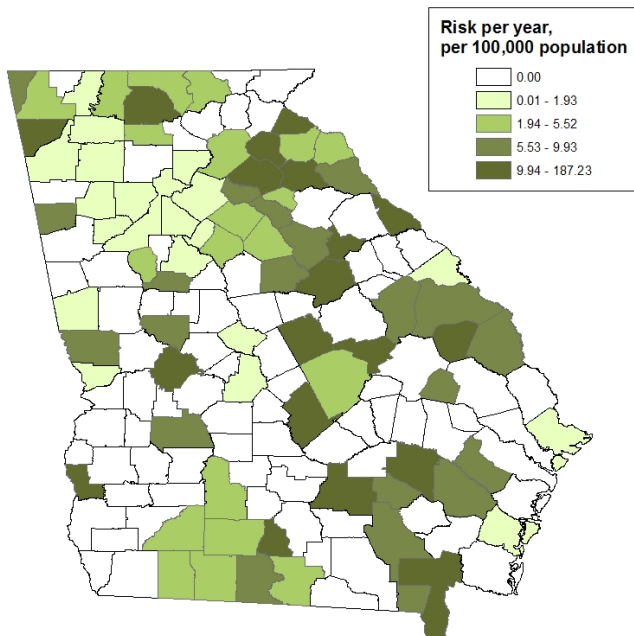 Risk per year,
per 100,000 population
0.00
0.01 - 1.93
1.94 - 5.52
5.53 - 9.93
9.94 - 187.23